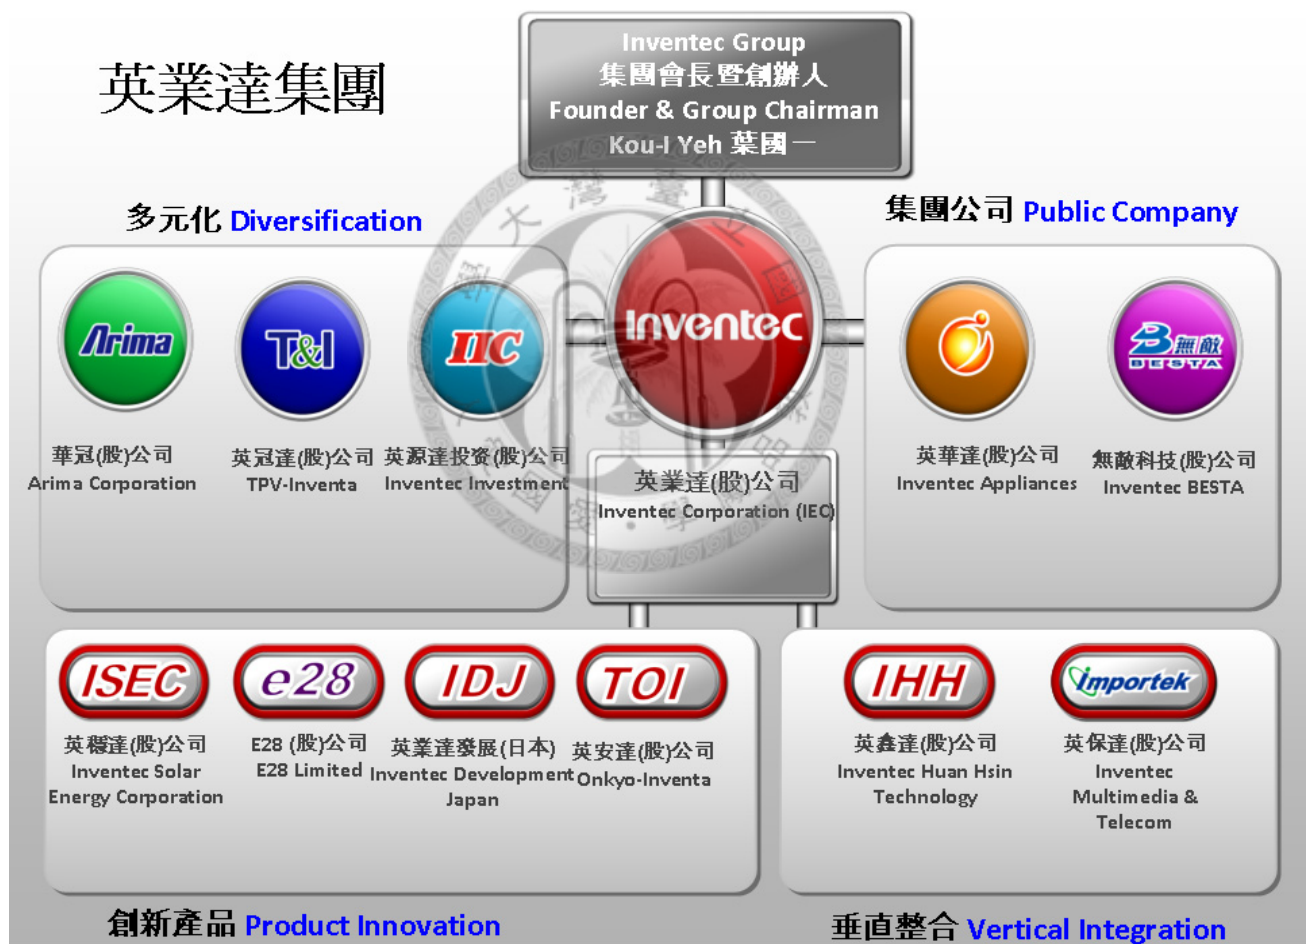 英業達集團
Inventec Group
集團會長暨創辦人
Founder & Group Chairman
Kou-I Yeh 葉國一
多元化 Diversification
集團公司 Public Company
Arima
T&I
IIC
Inventec
無敵
BESTA
華冠(股)公司
Arima Corporation
英冠達(股)公司
TPV-Inventa
英源達投資(股)公司
Inventec Investment
英業達(股)公司
Inventec Corporation (IEC)
英華達(股)公司
Inventec Appliances
無敵科技(股)公司
Inventec BESTA
ISEC
e28
IDJ
TOI
IHH
importek
英穩達(股)公司
Inventec Solar
Energy Corporation
E28 (股)公司
E28 Limited
英業達發展(日本)
Inventec Development
Japan
英安達(股)公司
Onkyo-Inventa
英鑫達(股)公司
Inventec Huan Hsin
Technology
英保達(股)公司
Inventec
Multimedia &
Telecom
創新產品 Product Innovation
垂直整合 Vertical Integration